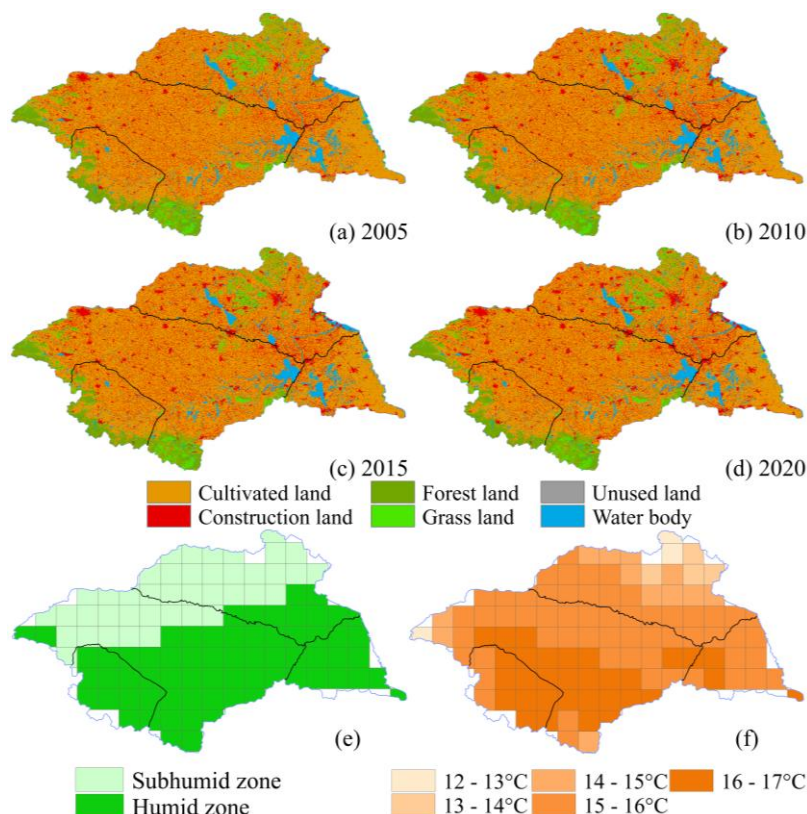 (a) 2005
(b) 2010
(c) 2015
(d) 2020
Cultivated land
Forest land
Unused land
Construction land
Grass land
Water body
(e)
(f)
Subhumid zone
Humid zone
12 - 13°C
14 - 15°C
16 - 17°C
13 - 14°C
15 - 16°C